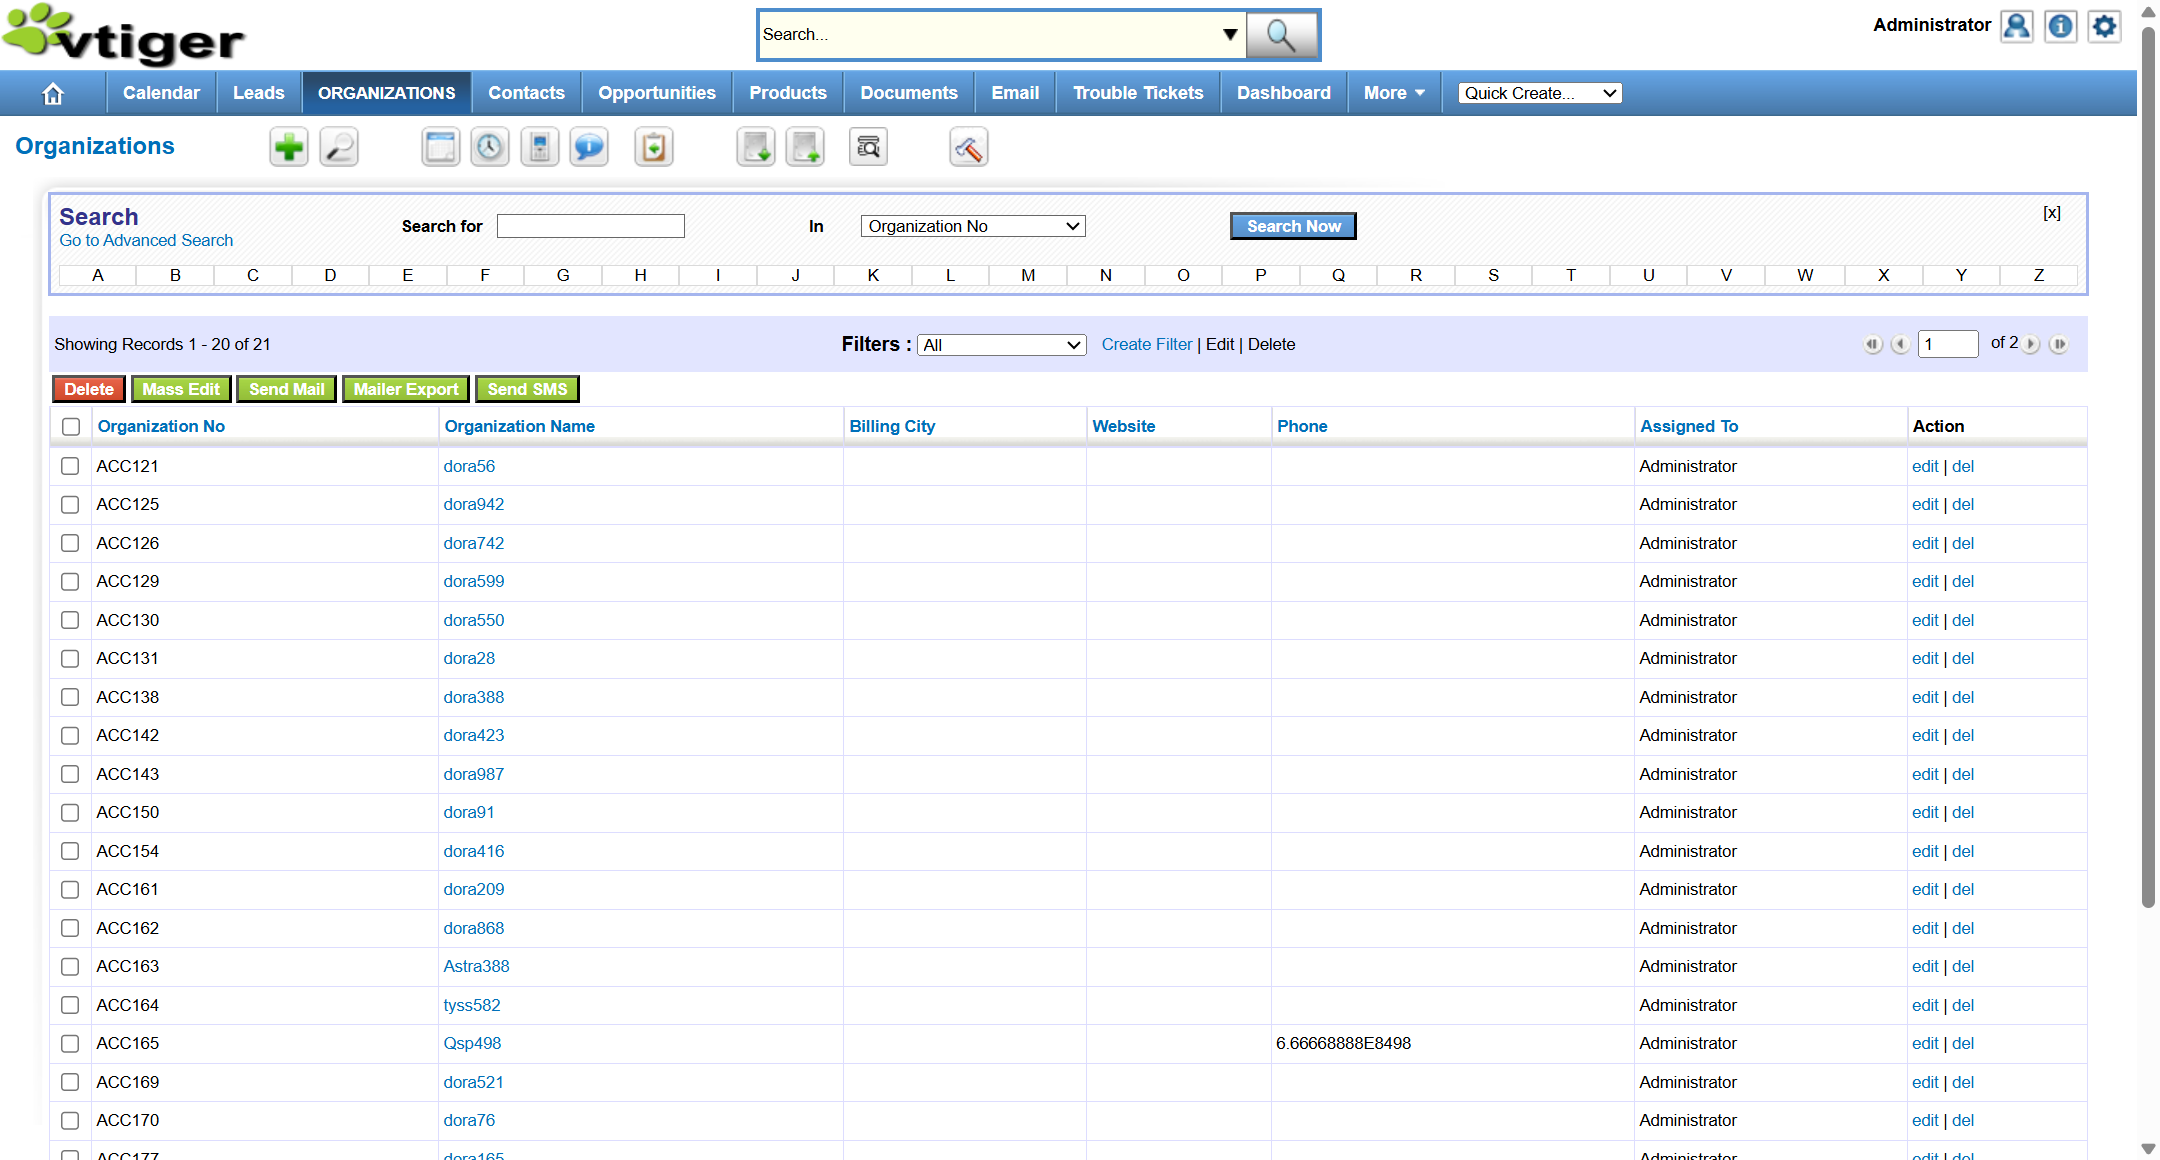 vtiger
Search...
Administrator
Calendar Leads ORGANIZATIONS Contacts Opportunities Products Documents Email Trouble Tickets Dashboard More Quick Create...
Organizations
Search
Go to Advanced Search
Search for In Organization No Search Now [x]
A B C D E F G H I J K L M N O P Q R S T U V W X Y Z
Showing Records 1 - 20 of 21 Filters : All Create Filter | Edit | Delete 1 of 2
Delete Mass Edit Send Mail Mailer Export Send SMS
Organization No Organization Name Billing City Website Phone Assigned To Action
ACC121 dora56 Administrator edit | del
ACC125 dora942 Administrator edit | del
ACC126 dora742 Administrator edit | del
ACC129 dora599 Administrator edit | del
ACC130 dora550 Administrator edit | del
ACC131 dora28 Administrator edit | del
ACC138 dora388 Administrator edit | del
ACC142 dora423 Administrator edit | del
ACC143 dora987 Administrator edit | del
ACC150 dora91 Administrator edit | del
ACC154 dora416 Administrator edit | del
ACC161 dora209 Administrator edit | del
ACC162 dora868 Administrator edit | del
ACC163 Astra388 Administrator edit | del
ACC164 tyss582 Administrator edit | del
ACC165 Qsp498 6.66668888E8498 Administrator edit | del
ACC169 dora521 Administrator edit | del
ACC170 dora76 Administrator edit | del
ACC177 dora165 Administrator edit | del